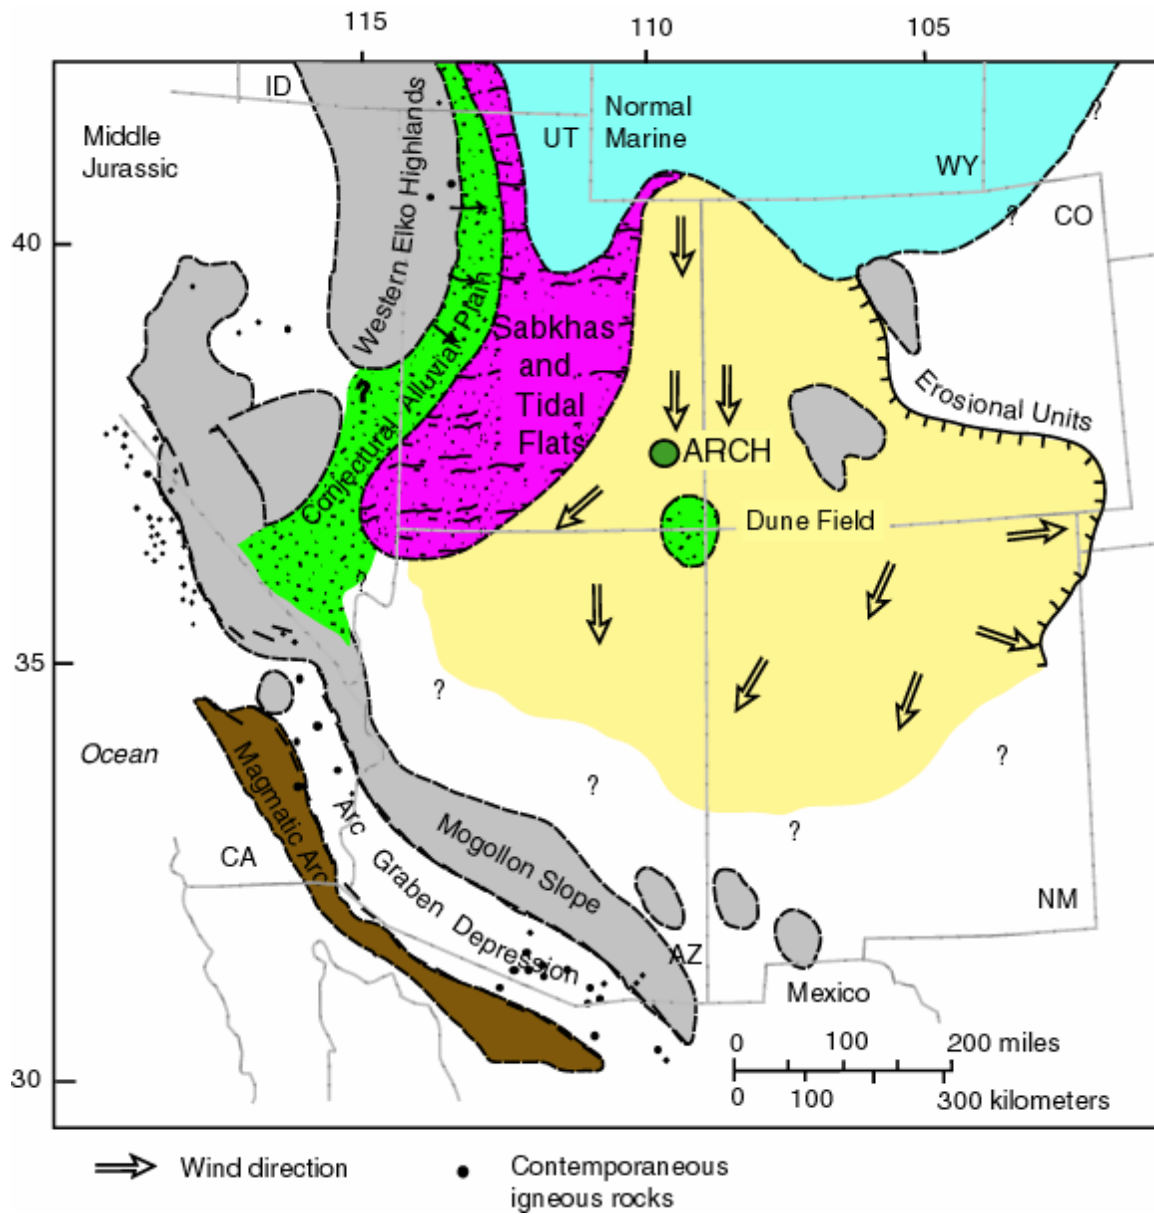 115
110
105
ID
Normal
Marine
UT
WY
?
Middle
Jurassic
Western Elko Highlands
?
CO
40
Sabkhas
and
Tidal
Flats
Conjectural Alluvial Plain
?
Erosional Units
ARCH
Dune Field
?
35
?
Ocean
?
?
?
Magmatic Arc
Arc Graben Depression
Mogollon Slope
CA
AZ
NM
Mexico
30
0 100 200 miles
0 100 300 kilometers
Wind direction
Contemporaneous
igneous rocks